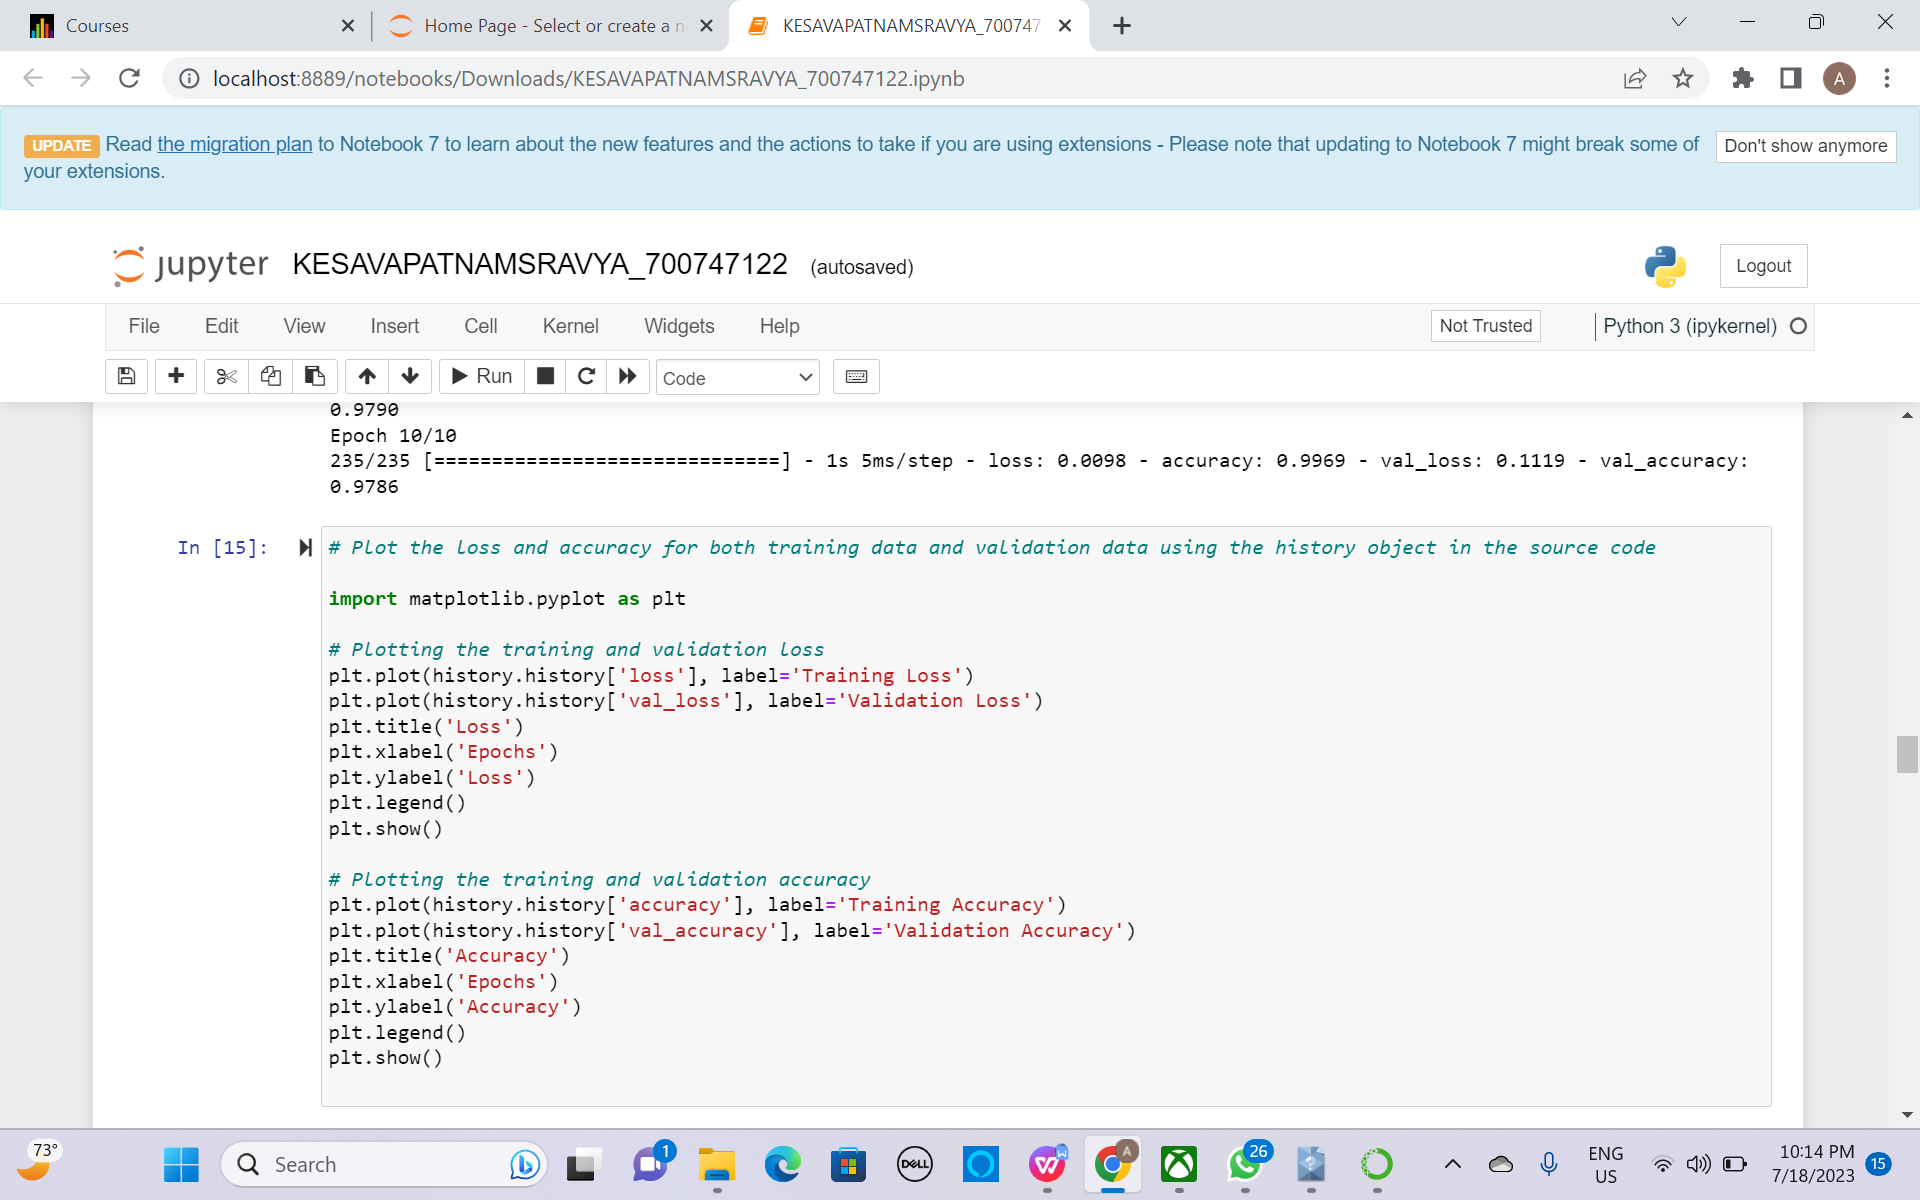 Courses
Home Page - Select or create a n
KESAVAPATNAMSRAVYA_700747
localhost:8889/notebooks/Downloads/KESAVAPATNAMSRAVYA_700747122.ipynb
A
UPDATE Read the migration plan to Notebook 7 to learn about the new features and the actions to take if you are using extensions - Please note that updating to Notebook 7 might break some of
your extensions.
Don't show anymore
jupyter KESAVAPATNAMSRAVYA_700747122 (autosaved)
Logout
File Edit View Insert Cell Kernel Widgets Help
Not Trusted
Python 3 (ipykernel)
Run
Code
0.9790
Epoch 10/10
235/235 [==============================] - 1s 5ms/step - loss: 0.0098 - accuracy: 0.9969 - val_loss: 0.1119 - val_accuracy:
0.9786
In [15]:
# Plot the loss and accuracy for both training data and validation data using the history object in the source code
import matplotlib.pyplot as plt
# Plotting the training and validation loss
plt.plot(history.history['loss'], label='Training Loss')
plt.plot(history.history['val_loss'], label='Validation Loss')
plt.title('Loss')
plt.xlabel('Epochs')
plt.ylabel('Loss')
plt.legend()
plt.show()
# Plotting the training and validation accuracy
plt.plot(history.history['accuracy'], label='Training Accuracy')
plt.plot(history.history['val_accuracy'], label='Validation Accuracy')
plt.title('Accuracy')
plt.xlabel('Epochs')
plt.ylabel('Accuracy')
plt.legend()
plt.show()
73°
Search
1
DELL
W
A
26
ENG
US
10:14 PM
7/18/2023
15